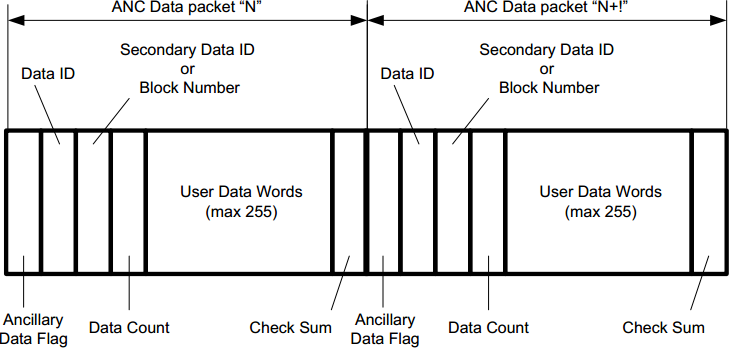 ANC Data packet “N”
ANC Data packet “N+!”
Secondary Data ID
or
Block Number
Data ID
Secondary Data ID
or
Block Number
Data ID
User Data Words
(max 255)
User Data Words
(max 255)
Ancillary
Data Flag
Data Count
Check Sum
Ancillary
Data Flag
Data Count
Check Sum